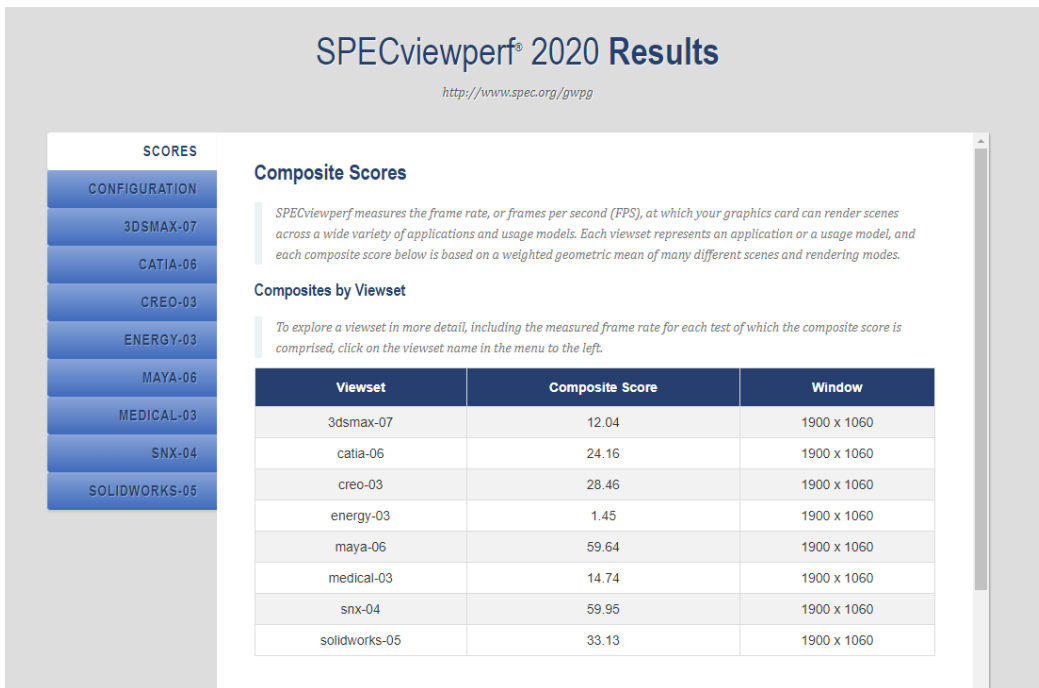 SPECviewperf® 2020 Results
http://www.spec.org/gwpg
SCORES
CONFIGURATION
3DSMAX-07
CATIA-06
CREO-03
ENERGY-03
MAYA-06
MEDICAL-03
SNX-04
SOLIDWORKS-05
Composite Scores
SPECviewperf measures the frame rate, or frames per second (FPS), at which your graphics card can render scenes
across a wide variety of applications and usage models. Each viewset represents an application or a usage model, and
each composite score below is based on a weighted geometric mean of many different scenes and rendering modes.
Composites by Viewset
To explore a viewset in more detail, including the measured frame rate for each test of which the composite score is
comprised, click on the viewset name in the menu to the left.
Viewset Composite Score Window
3dsmax-07 12.04 1900 x 1060
catia-06 24.16 1900 x 1060
creo-03 28.46 1900 x 1060
energy-03 1.45 1900 x 1060
maya-06 59.64 1900 x 1060
medical-03 14.74 1900 x 1060
snx-04 59.95 1900 x 1060
solidworks-05 33.13 1900 x 1060